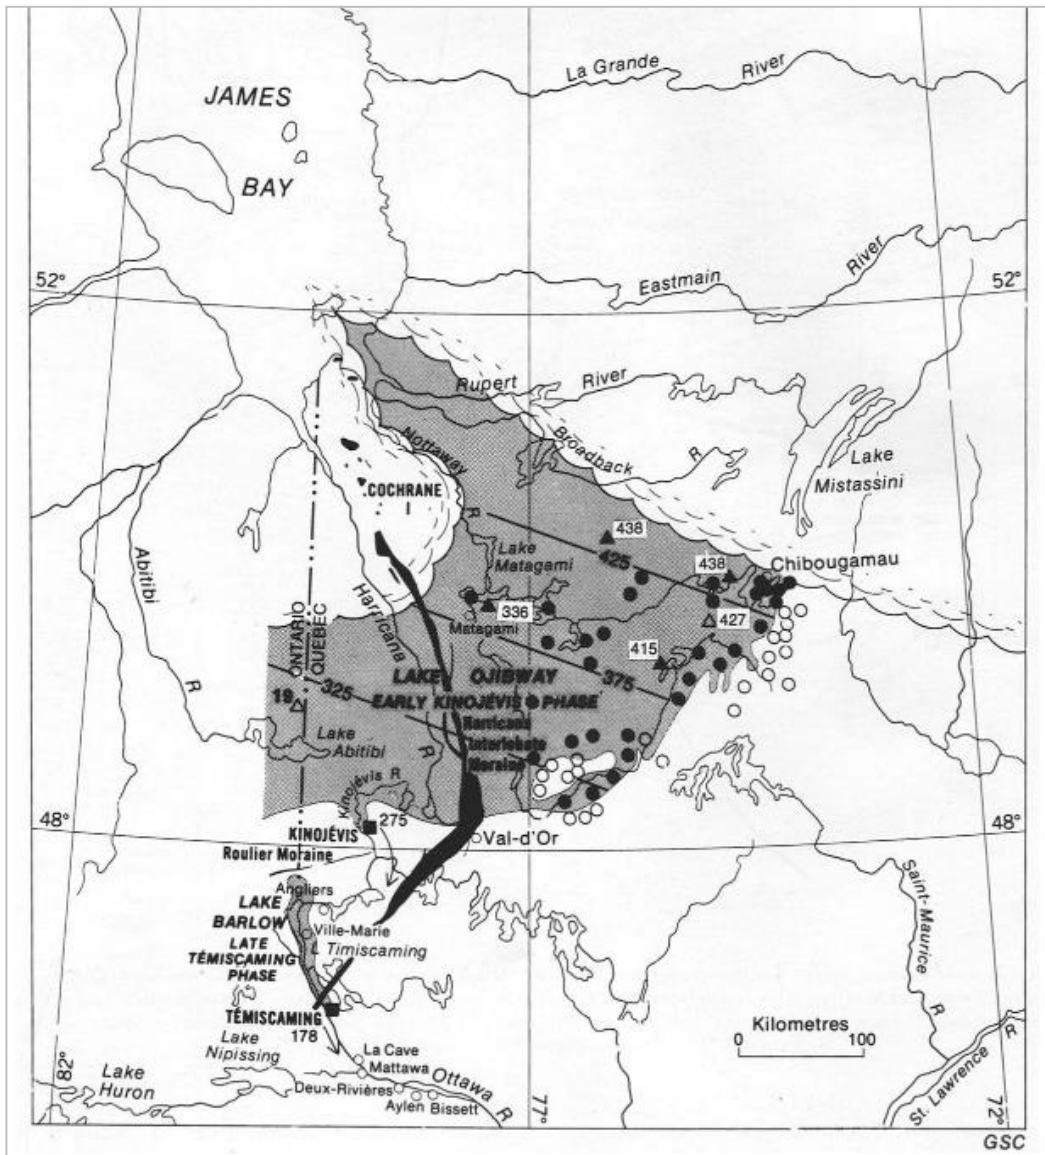 La Grande River
JAMES
BAY
52°
Eastmain River
52°
Rupert River
Nottaway R
Broadback R
Lake
Mistassini
COCHRANE
I
438
425
438
Chibougamau
Lake
Matagami
Abitibi R
Harricana R
336
Matagami
427
415
ONTARIO
QUEBEC
LAKE OJIBWAY
375
19
325
EARLY KINOJÉVIS PHASE
Harricana
Interlobate
Moraine
Lake
Abitibi
Kinojévis R
275
48°
KINOJÉVIS
Val-d'Or
48°
Roulier Moraine
Angliers
LAKE
BARLOW
Ville-Marie
L Timiscaming
LATE
TÉMISCAMING
PHASE
Saint-Maurice R
TÉMISCAMING
178
Kilometres
0 100
Lake
Nipissing
La Cave
Mattawa
Ottawa R
82°
Lake
Huron
Deux-Rivières
Aylen Bissett
77°
St. Lawrence R
72°
GSC